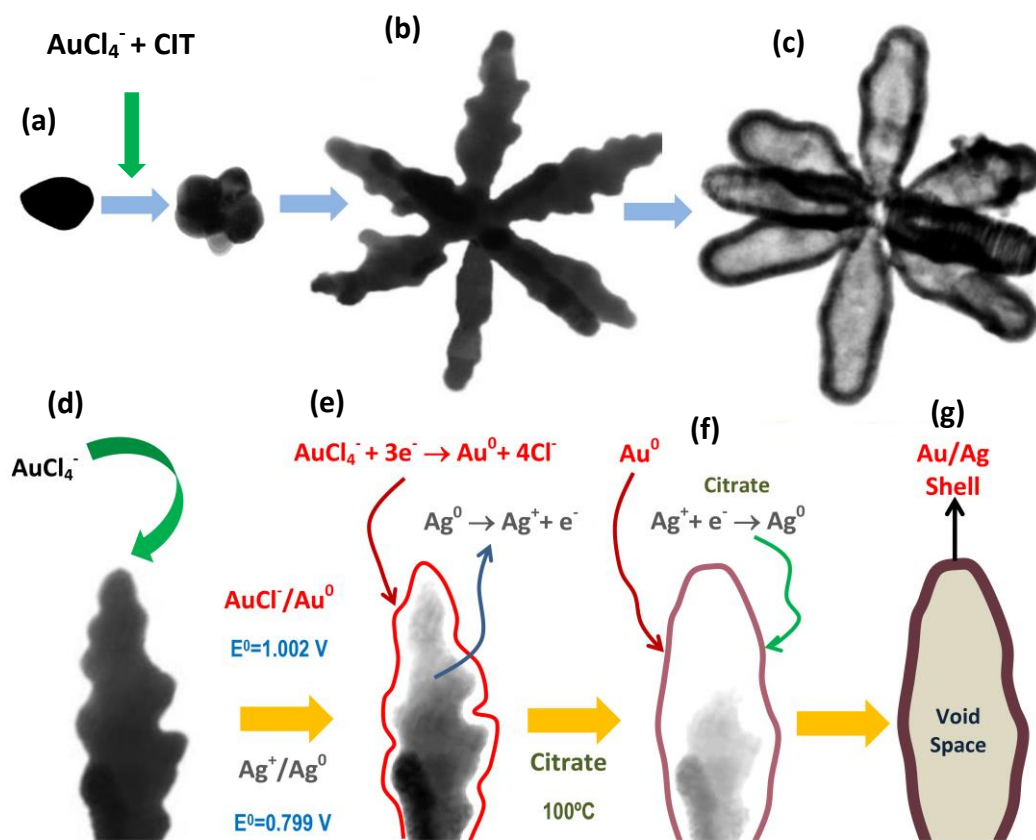 AuCl₄⁻ + CIT
(a)
(b)
(c)
(d)
AuCl₄⁻
(e)
AuCl₄⁻ + 3e⁻ → Au⁰ + 4Cl⁻
Ag⁰ → Ag⁺ + e⁻
AuCl⁻/Au⁰
E⁰=1.002 V
Ag⁺/Ag⁰
E⁰=0.799 V
Citrate
100ºC
(f)
Au⁰
Citrate
Ag⁺ + e⁻ → Ag⁰
(g)
Au/Ag
Shell
Void
Space